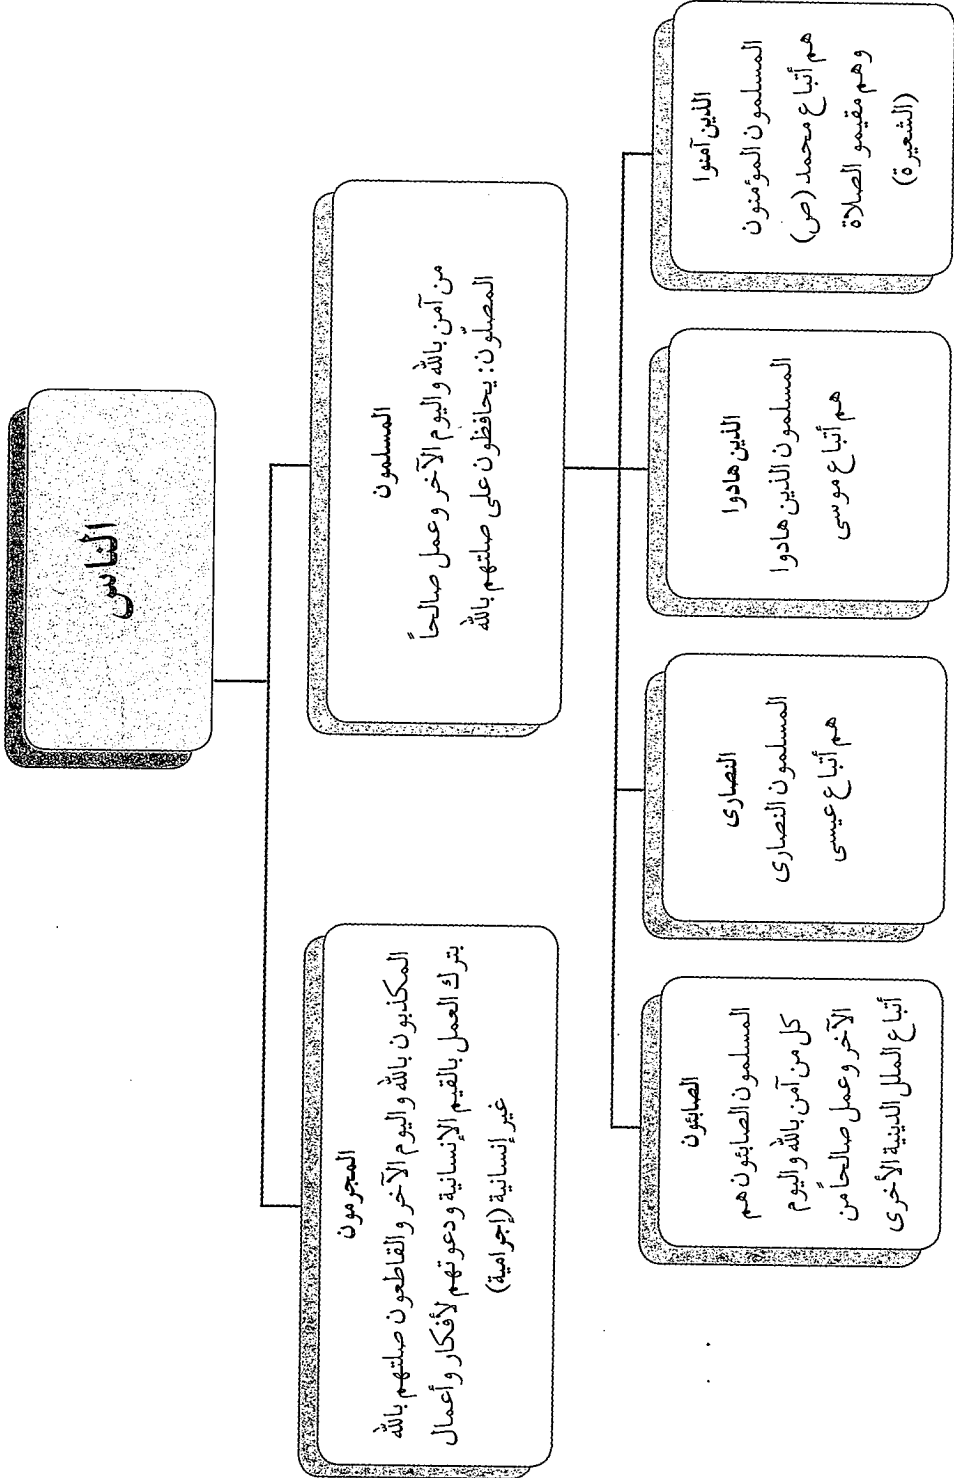 الناس
المسلمون
من آمن بالله واليوم الآخر وعمل صالحاً
المصلّون: يحافظون على صلتهم بالله
المجرمون
المكذبون بالله واليوم الآخر والقاطعون صلتهم بالله
بترك العمل بالقيم الإنسانية ودعوتهم لأفكار وأعمال
غير إنسانية (إجرامية)
الذين آمنوا
المسلمون المؤمنون
هم أتباع محمد (ص)
وهم مقيمو الصلاة
(الشعيرة)
الذين هادوا
المسلمون الذين هادوا
هم أتباع موسى
النصارى
المسلمون النصارى
هم أتباع عيسى
الصابئون
المسلمون الصابئون هم
كل من آمن بالله واليوم
الآخر وعمل صالحاً من
أتباع الملل الدينية الأخرى